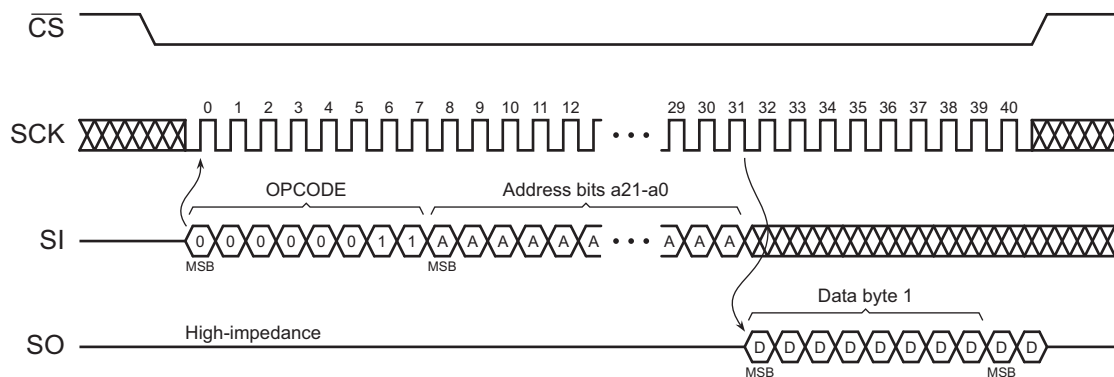 CS
0 1 2 3 4 5 6 7 8 9 10 11 12 29 30 31 32 33 34 35 36 37 38 39 40
SCK
OPCODE Address bits a21-a0
SI 0 0 0 0 0 0 1 1 A A A A A A A A A
MSB MSB
Data byte 1
High-impedance
SO D D D D D D D D D D
MSB MSB